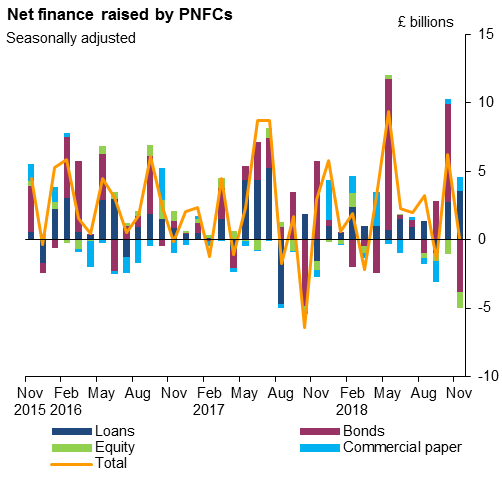 Net finance raised by PNFCs
£ billions
Seasonally adjusted
15
10
5
0
-5
-10
Nov Feb May Aug Nov Feb May Aug Nov Feb May Aug Nov
2015 2016 2017 2018
Loans Bonds
Equity Commercial paper
Total